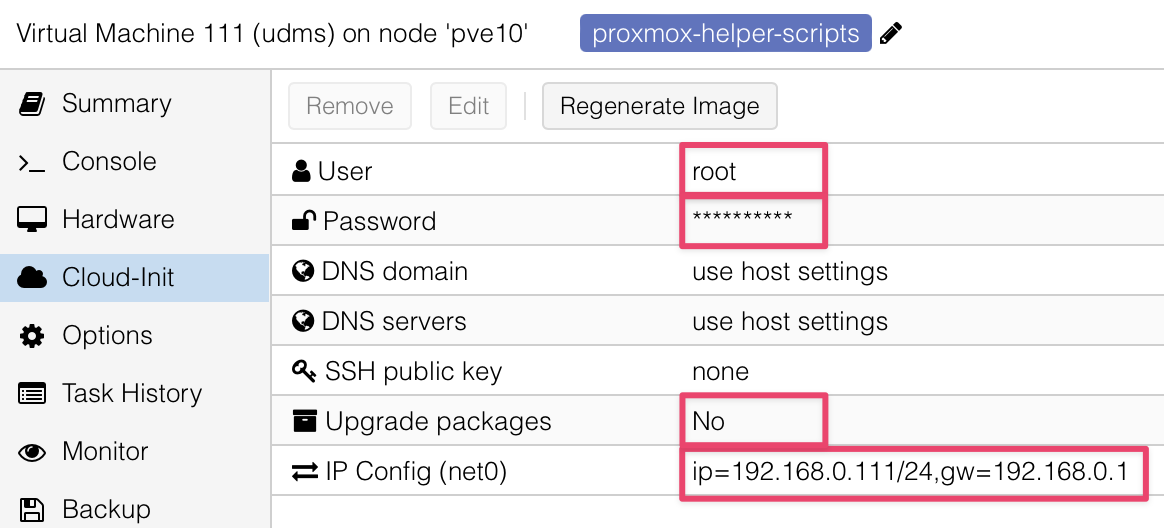 Virtual Machine 111 (udms) on node 'pve10' proxmox-helper-scripts
Summary
Console
Hardware
Cloud-Init
Options
Task History
Monitor
Backup
Remove Edit Regenerate Image
User root
Password **********
DNS domain use host settings
DNS servers use host settings
SSH public key none
Upgrade packages No
IP Config (net0) ip=192.168.0.111/24,gw=192.168.0.1